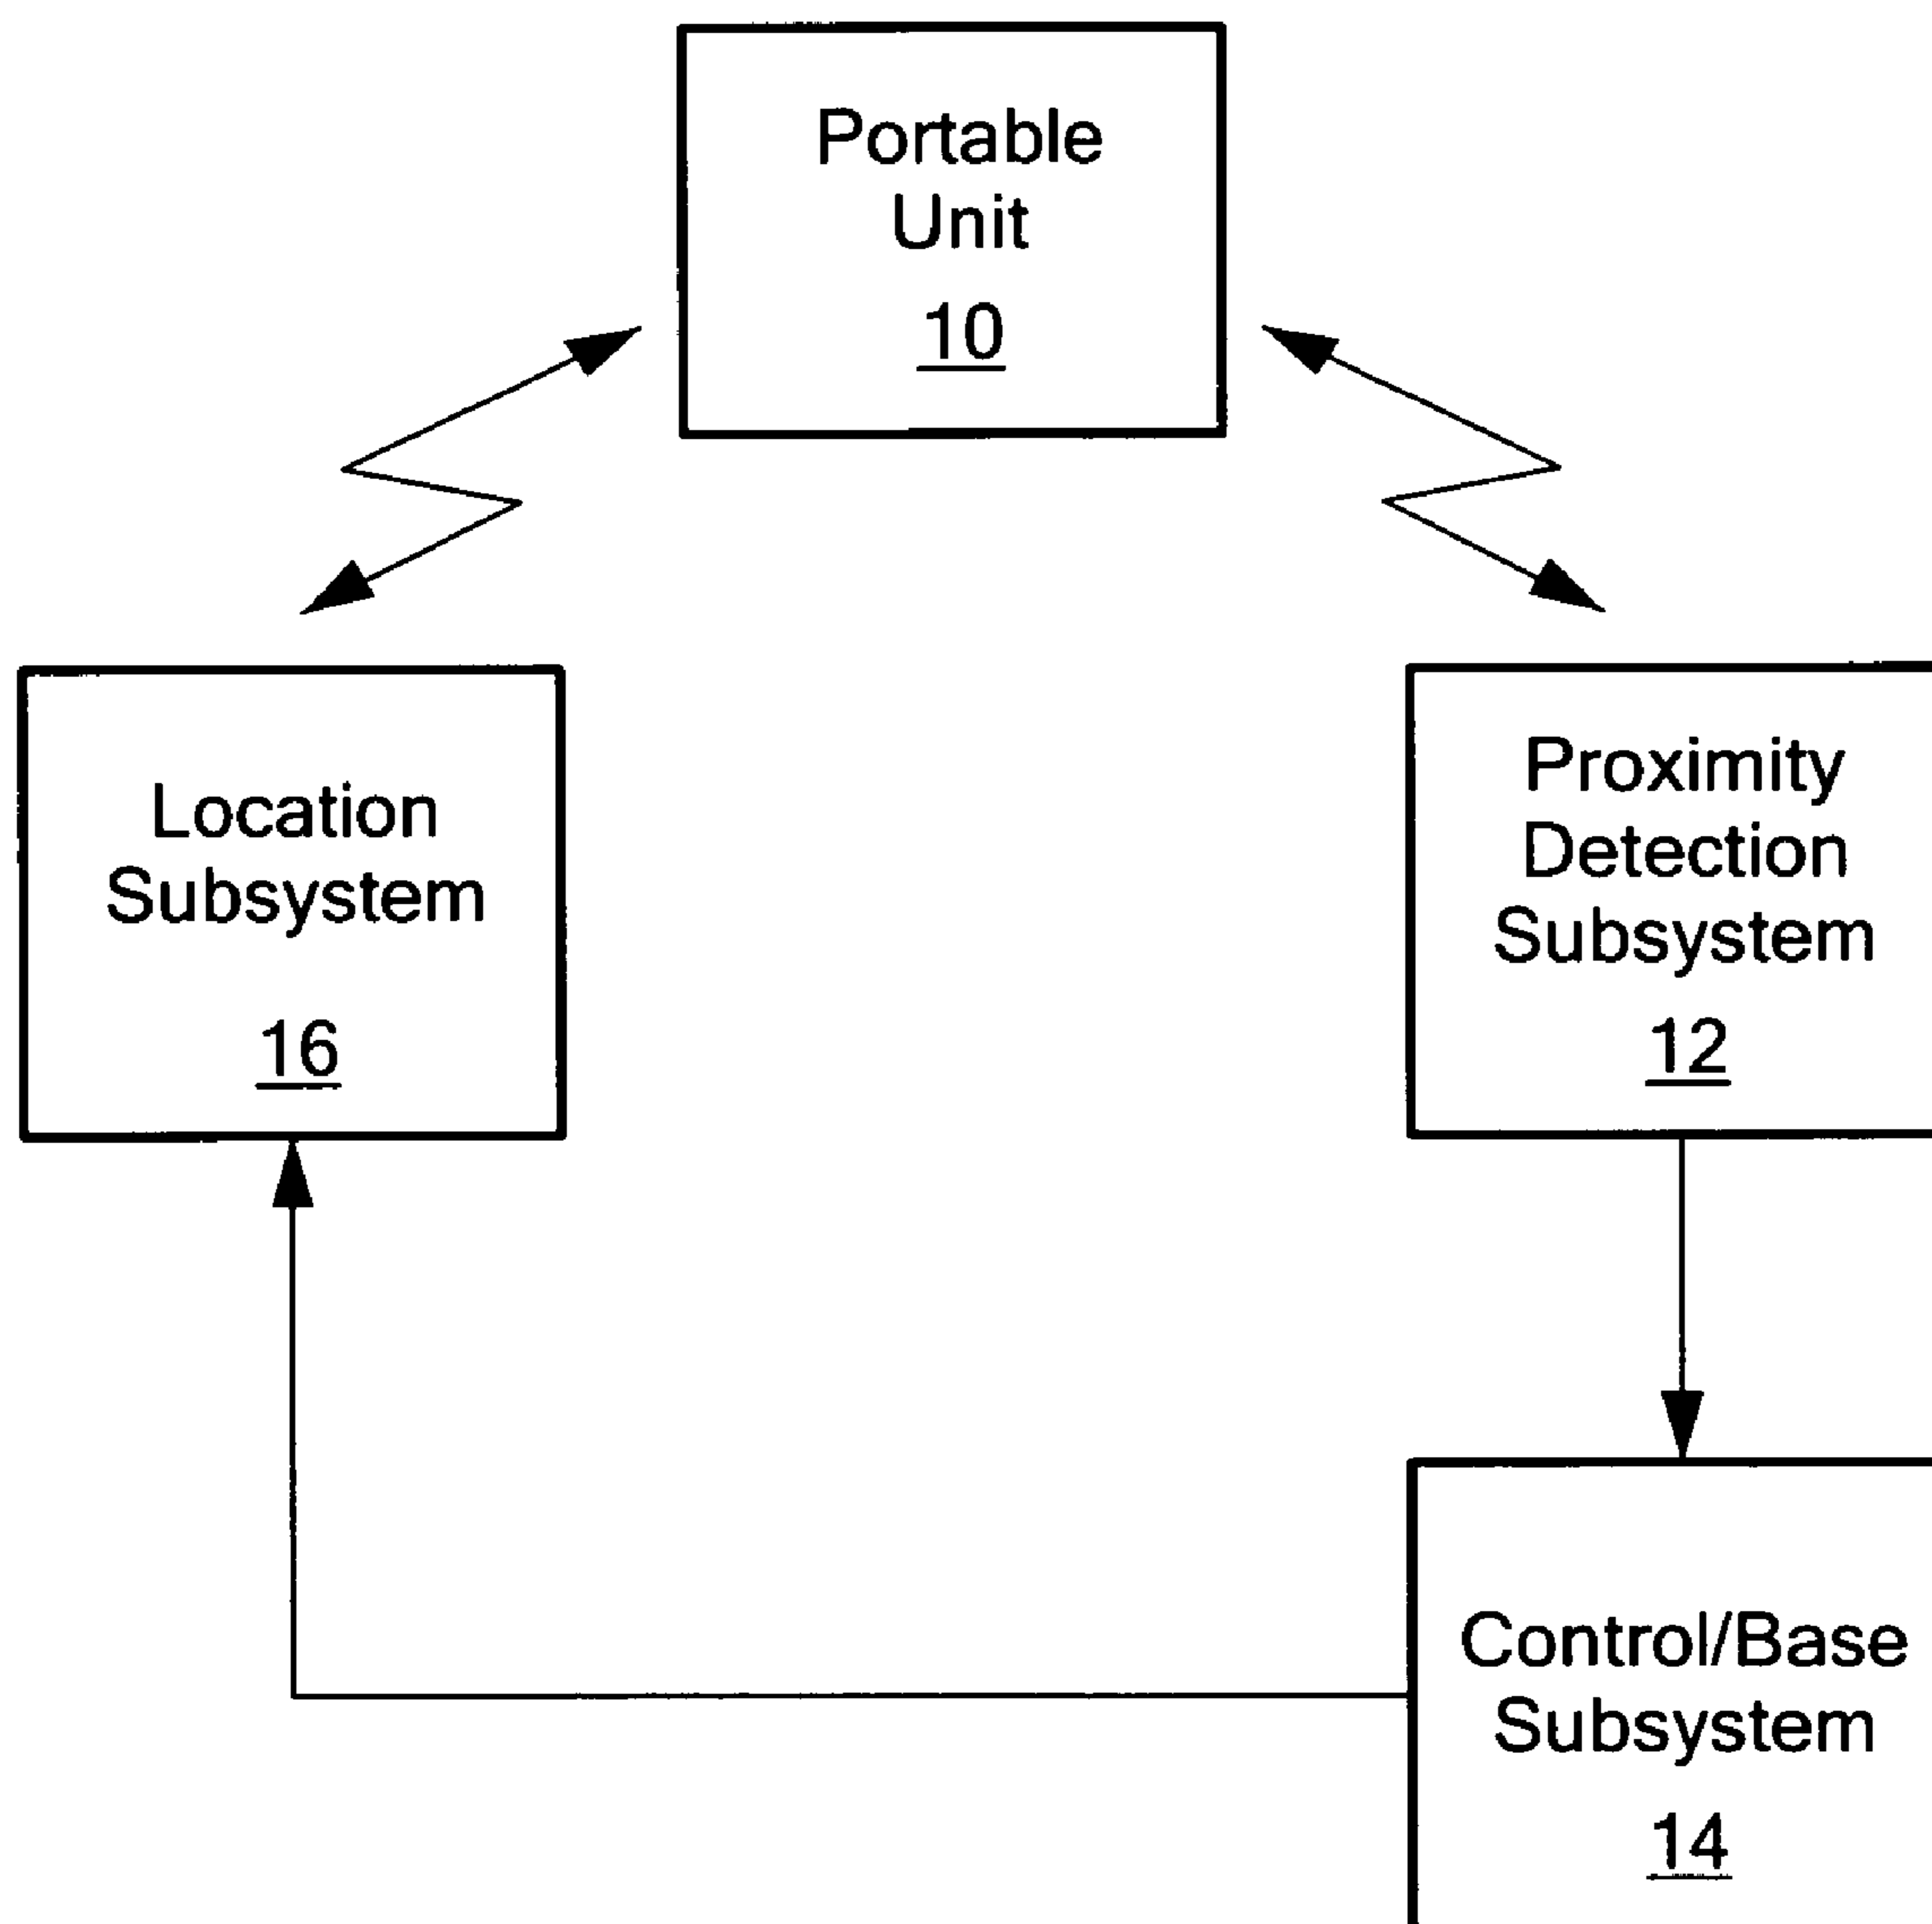 Portable
Unit
10
Location
Subsystem
16
Proximity
Detection
Subsystem
12
Control/Base
Subsystem
14